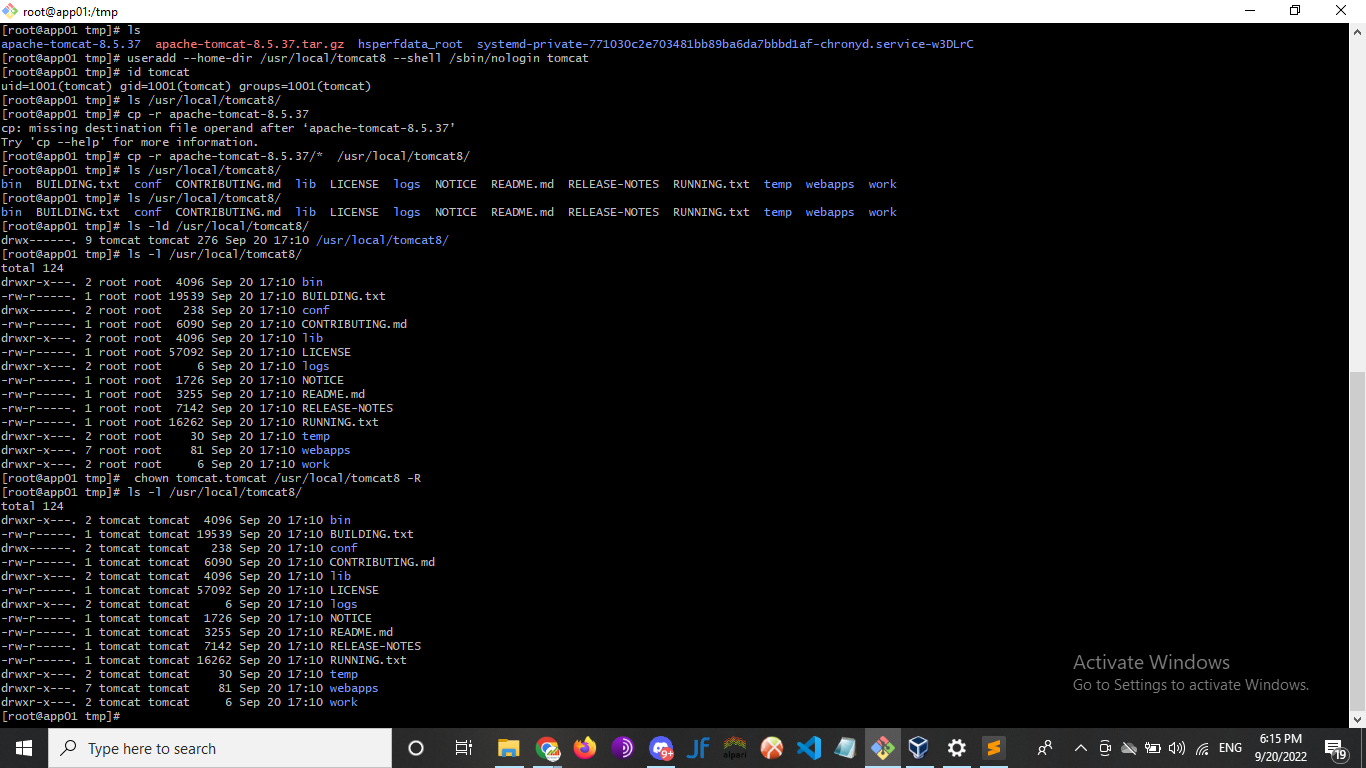 root@app01:/tmp
[root@app01 tmp]# ls
apache-tomcat-8.5.37  apache-tomcat-8.5.37.tar.gz  hsperfdata_root  systemd-private-771030c2e703481bb89ba6da7bbbd1af-chronyd.service-w3DLrC
[root@app01 tmp]# useradd --home-dir /usr/local/tomcat8 --shell /sbin/nologin tomcat
[root@app01 tmp]# id tomcat
uid=1001(tomcat) gid=1001(tomcat) groups=1001(tomcat)
[root@app01 tmp]# ls /usr/local/tomcat8/
[root@app01 tmp]# cp -r apache-tomcat-8.5.37
cp: missing destination file operand after ‘apache-tomcat-8.5.37’
Try 'cp --help' for more information.
[root@app01 tmp]# cp -r apache-tomcat-8.5.37/*  /usr/local/tomcat8/
[root@app01 tmp]# ls /usr/local/tomcat8/
bin  BUILDING.txt  conf  CONTRIBUTING.md  lib  LICENSE  logs  NOTICE  README.md  RELEASE-NOTES  RUNNING.txt  temp  webapps  work
[root@app01 tmp]# ls /usr/local/tomcat8/
bin  BUILDING.txt  conf  CONTRIBUTING.md  lib  LICENSE  logs  NOTICE  README.md  RELEASE-NOTES  RUNNING.txt  temp  webapps  work
[root@app01 tmp]# ls -ld /usr/local/tomcat8/
drwx------. 9 tomcat tomcat 276 Sep 20 17:10 /usr/local/tomcat8/
[root@app01 tmp]# ls -l /usr/local/tomcat8/
total 124
drwxr-x---. 2 root root  4096 Sep 20 17:10 bin
-rw-r-----. 1 root root 19539 Sep 20 17:10 BUILDING.txt
drwx------. 2 root root   238 Sep 20 17:10 conf
-rw-r-----. 1 root root  6090 Sep 20 17:10 CONTRIBUTING.md
drwxr-x---. 2 root root  4096 Sep 20 17:10 lib
-rw-r-----. 1 root root 57092 Sep 20 17:10 LICENSE
drwxr-x---. 2 root root     6 Sep 20 17:10 logs
-rw-r-----. 1 root root  1726 Sep 20 17:10 NOTICE
-rw-r-----. 1 root root  3255 Sep 20 17:10 README.md
-rw-r-----. 1 root root  7142 Sep 20 17:10 RELEASE-NOTES
-rw-r-----. 1 root root 16262 Sep 20 17:10 RUNNING.txt
drwxr-x---. 2 root root    30 Sep 20 17:10 temp
drwxr-x---. 7 root root    81 Sep 20 17:10 webapps
drwxr-x---. 2 root root     6 Sep 20 17:10 work
[root@app01 tmp]#  chown tomcat.tomcat /usr/local/tomcat8 -R
[root@app01 tmp]# ls -l /usr/local/tomcat8/
total 124
drwxr-x---. 2 tomcat tomcat  4096 Sep 20 17:10 bin
-rw-r-----. 1 tomcat tomcat 19539 Sep 20 17:10 BUILDING.txt
drwx------. 2 tomcat tomcat   238 Sep 20 17:10 conf
-rw-r-----. 1 tomcat tomcat  6090 Sep 20 17:10 CONTRIBUTING.md
drwxr-x---. 2 tomcat tomcat  4096 Sep 20 17:10 lib
-rw-r-----. 1 tomcat tomcat 57092 Sep 20 17:10 LICENSE
drwxr-x---. 2 tomcat tomcat     6 Sep 20 17:10 logs
-rw-r-----. 1 tomcat tomcat  1726 Sep 20 17:10 NOTICE
-rw-r-----. 1 tomcat tomcat  3255 Sep 20 17:10 README.md
-rw-r-----. 1 tomcat tomcat  7142 Sep 20 17:10 RELEASE-NOTES
-rw-r-----. 1 tomcat tomcat 16262 Sep 20 17:10 RUNNING.txt
drwxr-x---. 2 tomcat tomcat    30 Sep 20 17:10 temp
drwxr-x---. 7 tomcat tomcat    81 Sep 20 17:10 webapps
drwxr-x---. 2 tomcat tomcat     6 Sep 20 17:10 work
[root@app01 tmp]#
Activate Windows
Go to Settings to activate Windows.
Type here to search
9+
JF
alpari
ENG
6:15 PM
9/20/2022
19